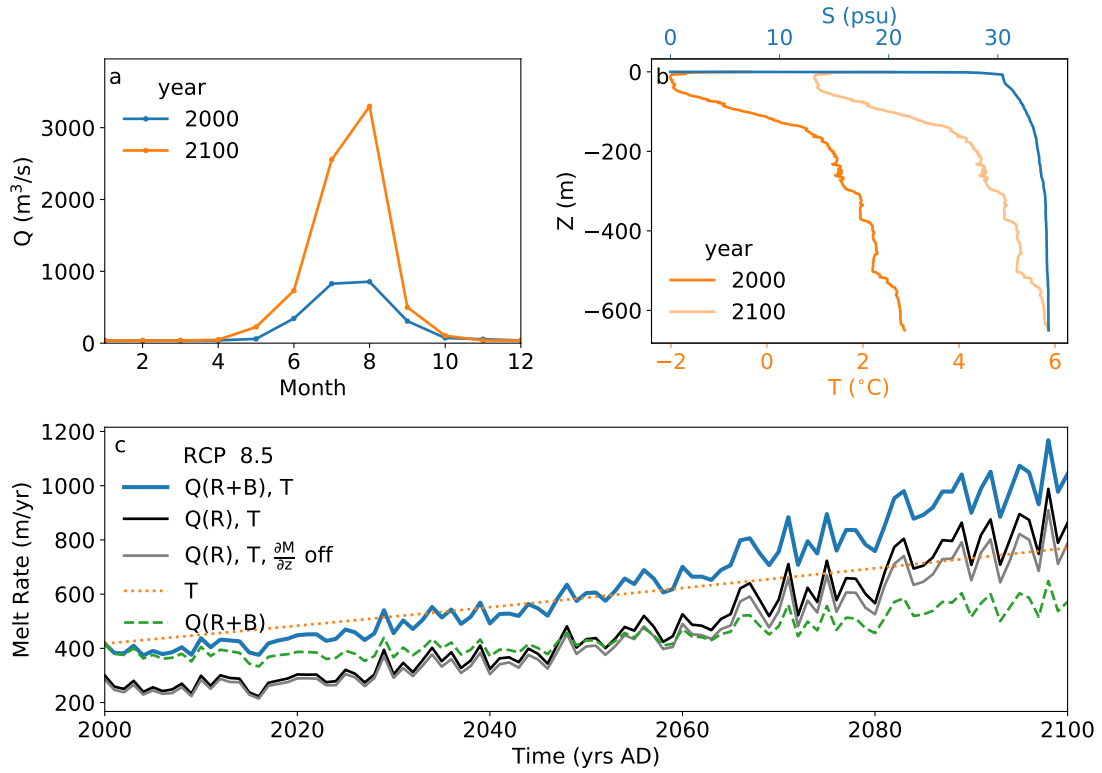 a
year
2000
2100
Q (m³/s)
3000
2000
1000
0
2 4 6 8 10 12
Month
S (psu)
0 10 20 30
b
Z (m)
0
−200
−400
−600
year
2000
2100
−2 0 2 4 6
T (°C)
c
Melt Rate (m/yr)
1200
1000
800
600
400
200
RCP 8.5
Q(R+B), T
Q(R), T
Q(R), T, ∂M/∂z off
T
Q(R+B)
2000 2020 2040 2060 2080 2100
Time (yrs AD)